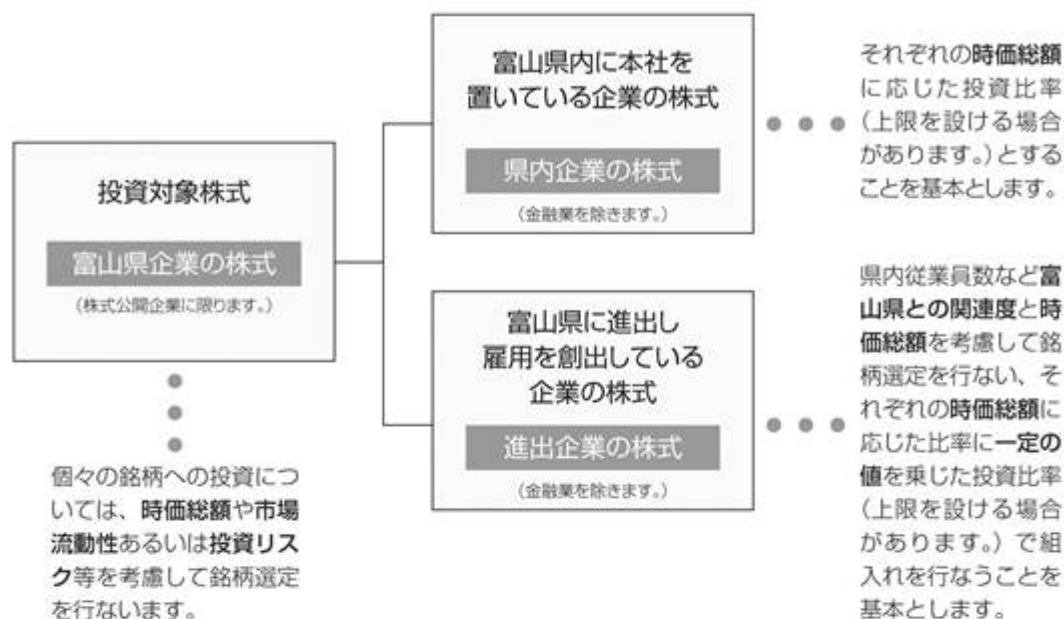 投資対象株式
富山県企業の株式
（株式公開企業に限ります。）
個々の銘柄への投資につ
いては、時価総額や市場
流動性あるいは投資リス
ク等を考慮して銘柄選定
を行ないます。
富山県内に本社を
置いている企業の株式
県内企業の株式
（金融業を除きます。）
それぞれの時価総額
に応じた投資比率
（上限を設ける場合
があります。）とする
ことを基本とします。
富山県に進出し
雇用を創出している
企業の株式
進出企業の株式
（金融業を除きます。）
県内従業員数など富
山県との関連度と時
価総額を考慮して銘
柄選定を行ない、そ
れぞれの時価総額に
応じた比率に一定の
値を乗じた投資比率
（上限を設ける場合
があります。）で組
入れを行なうことを
基本とします。